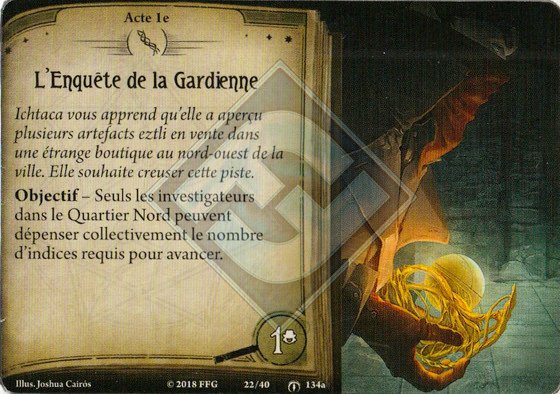 Acte 1e
L'Enquête de la Gardienne
Ichtaca vous apprend qu'elle a aperçu
plusieurs artefacts eztli en vente dans
une étrange boutique au nord-ouest de la
ville. Elle souhaite creuser cette piste.
Objectif – Seuls les investigateurs
dans le Quartier Nord peuvent
dépenser collectivement le nombre
d'indices requis pour avancer.
1
Illus. Joshua Cairós © 2018 FFG 22/40 134a